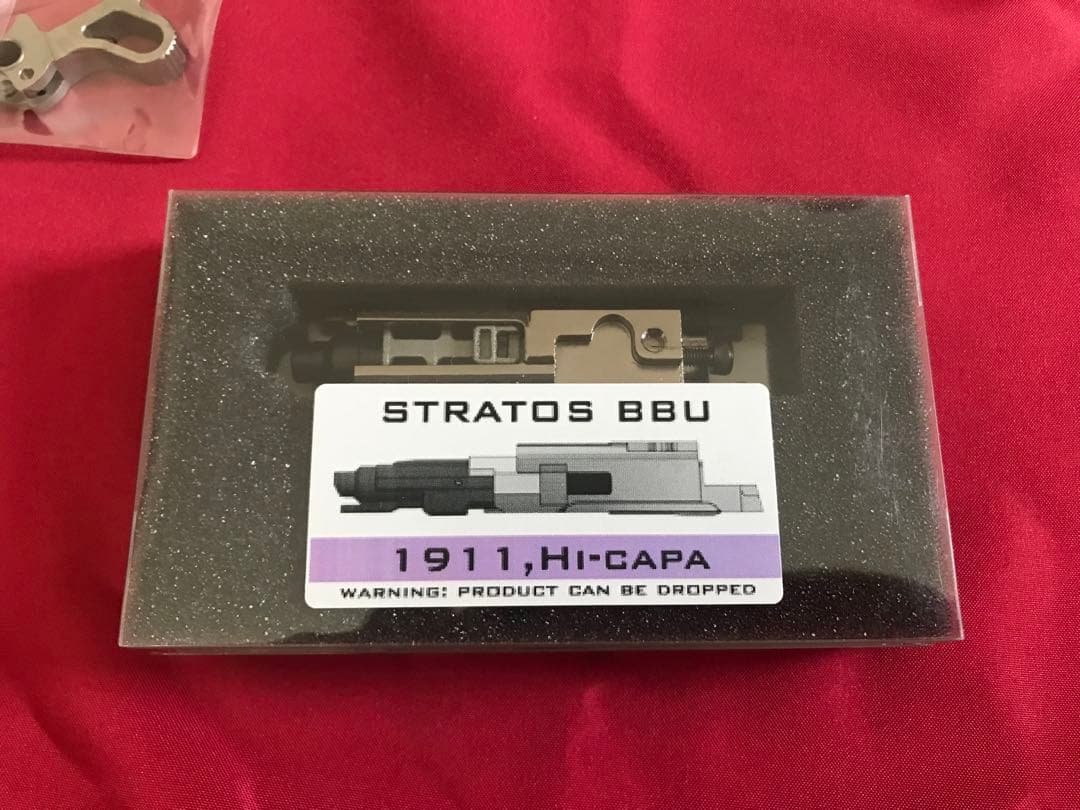 STRATOS BBU
1911,HI-CAPA
WARNING: PRODUCT CAN BE DROPPED